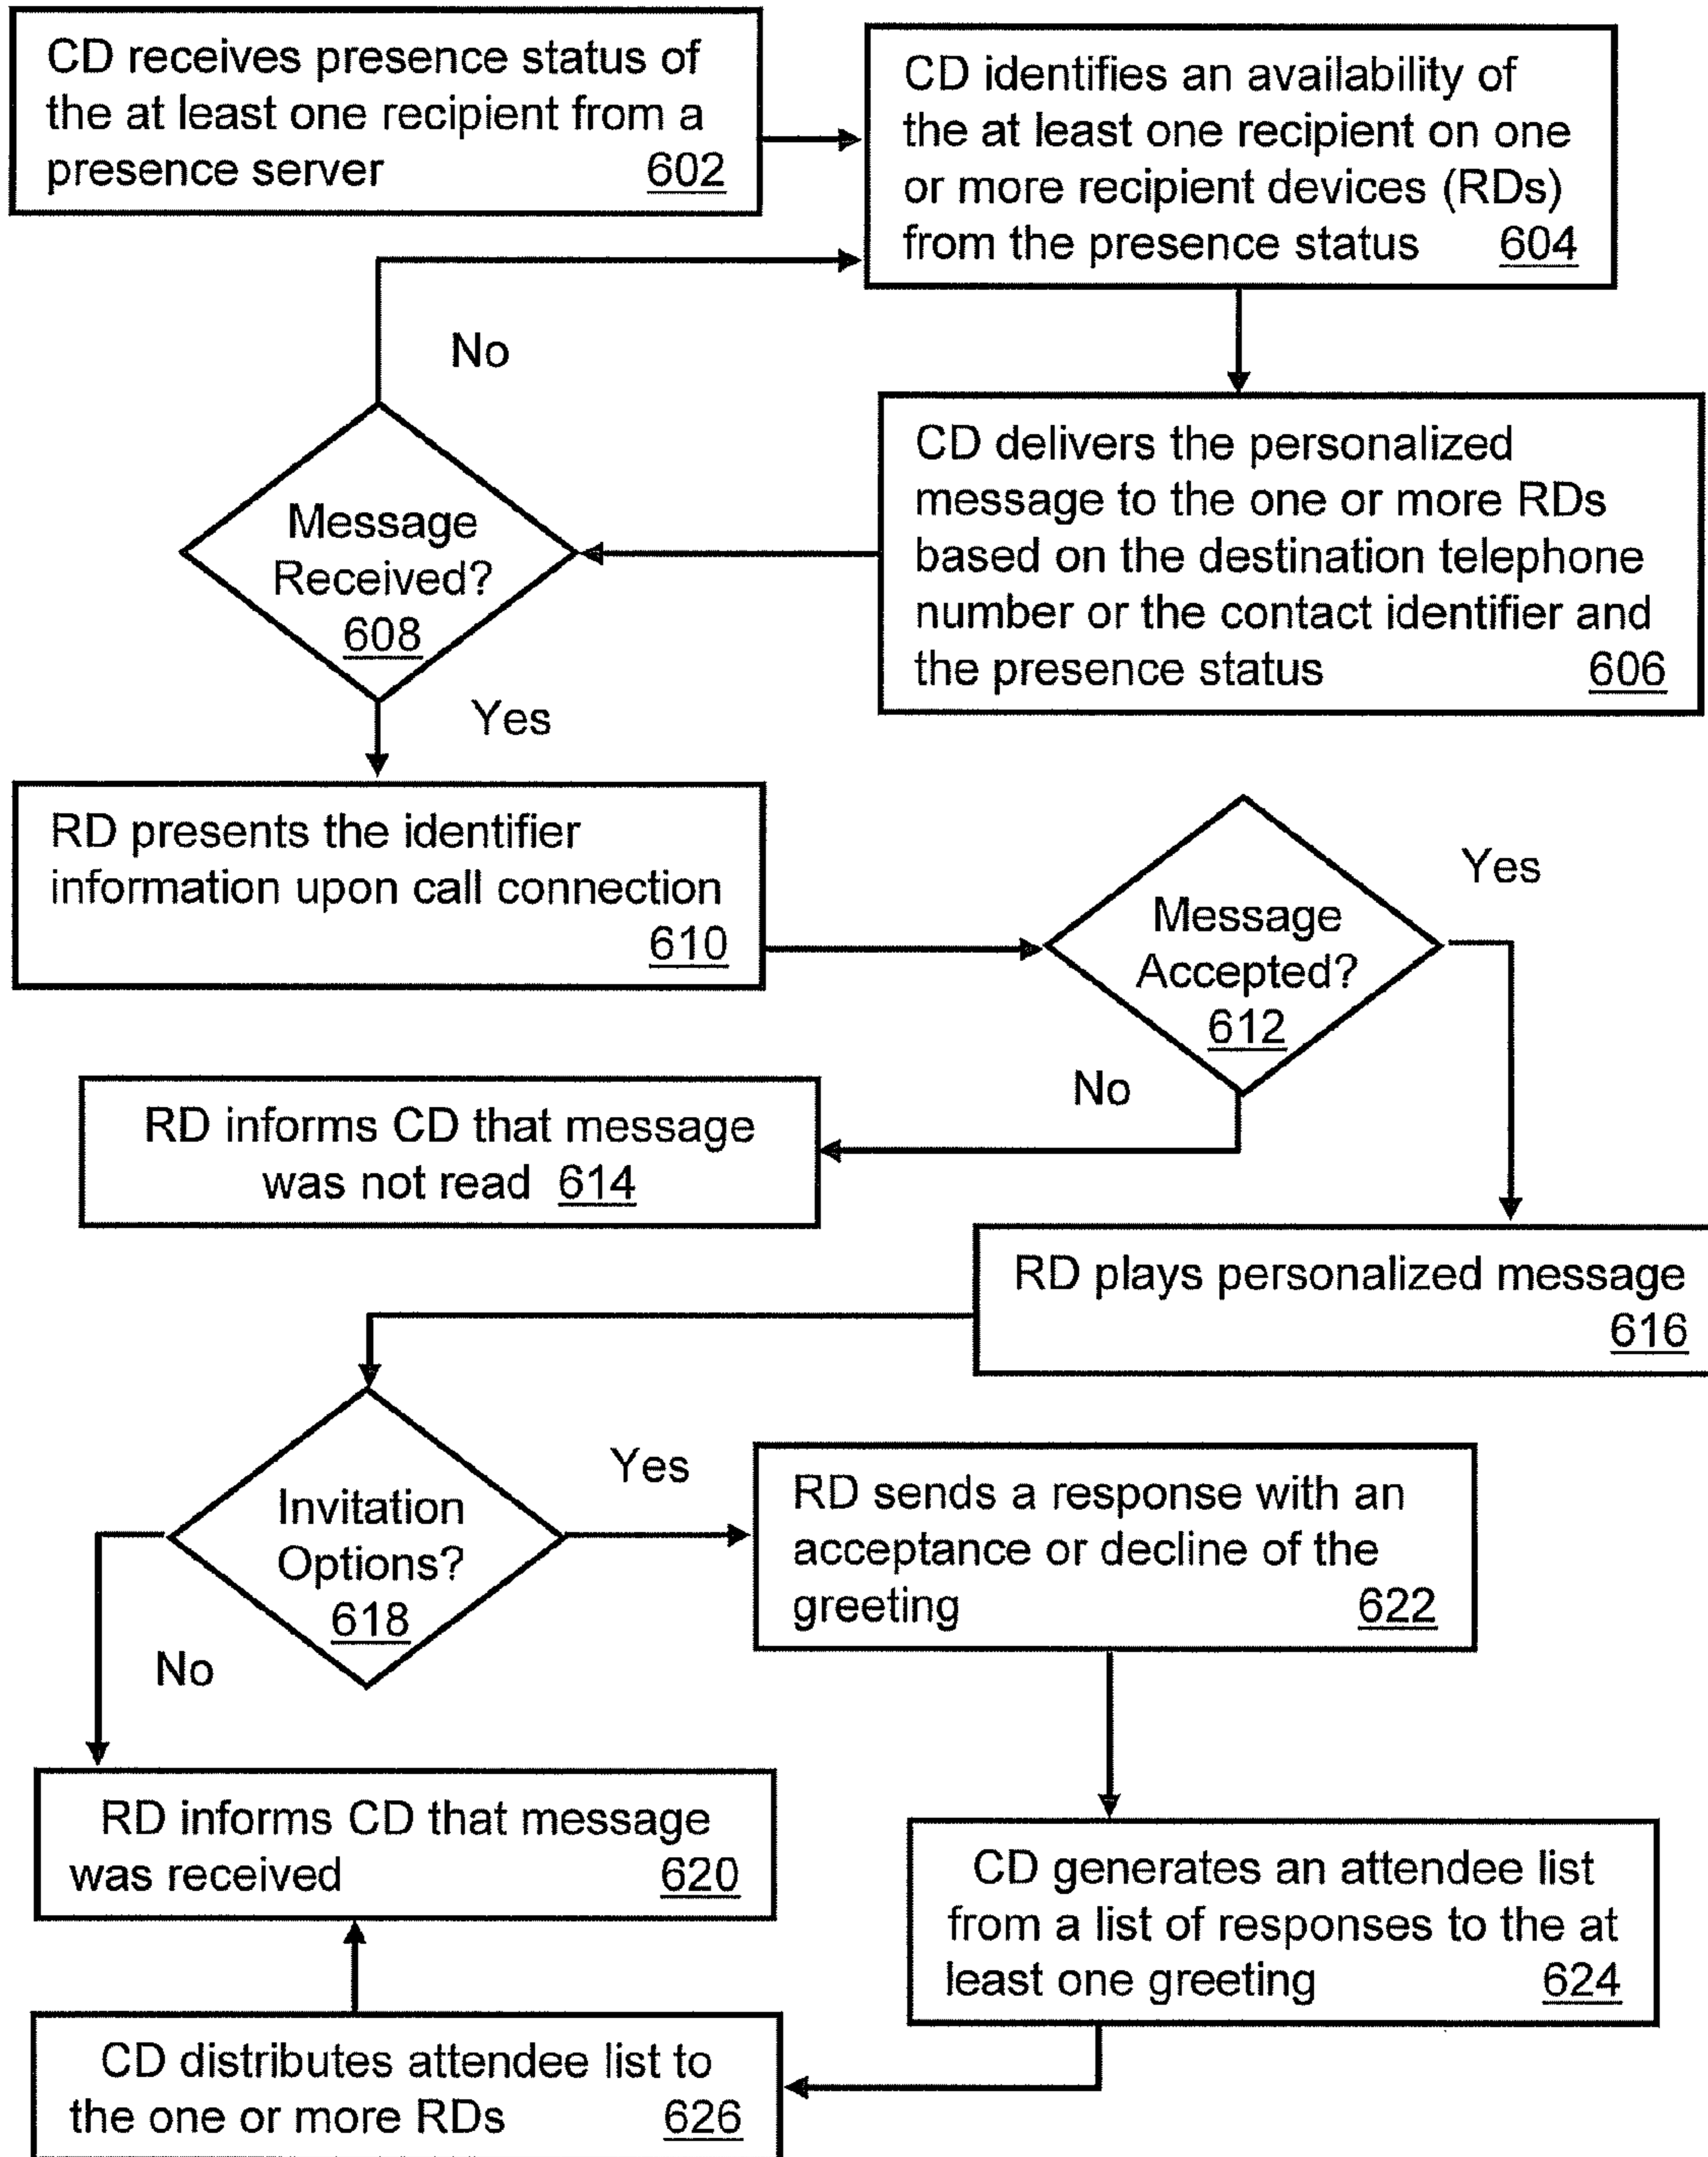 CD receives presence status of
the at least one recipient from a
presence server 602
CD identifies an availability of
the at least one recipient on one
or more recipient devices (RDs)
from the presence status 604
No
CD delivers the personalized
message to the one or more RDs
based on the destination telephone
number or the contact identifier and
the presence status 606
Message
Received?
608
Yes
RD presents the identifier
information upon call connection
610
Yes
Message
Accepted?
612
No
RD informs CD that message
was not read 614
RD plays personalized message
616
Invitation
Options?
618
Yes
No
RD sends a response with an
acceptance or decline of the
greeting 622
RD informs CD that message
was received 620
CD generates an attendee list
from a list of responses to the at
least one greeting 624
CD distributes attendee list to
the one or more RDs 626